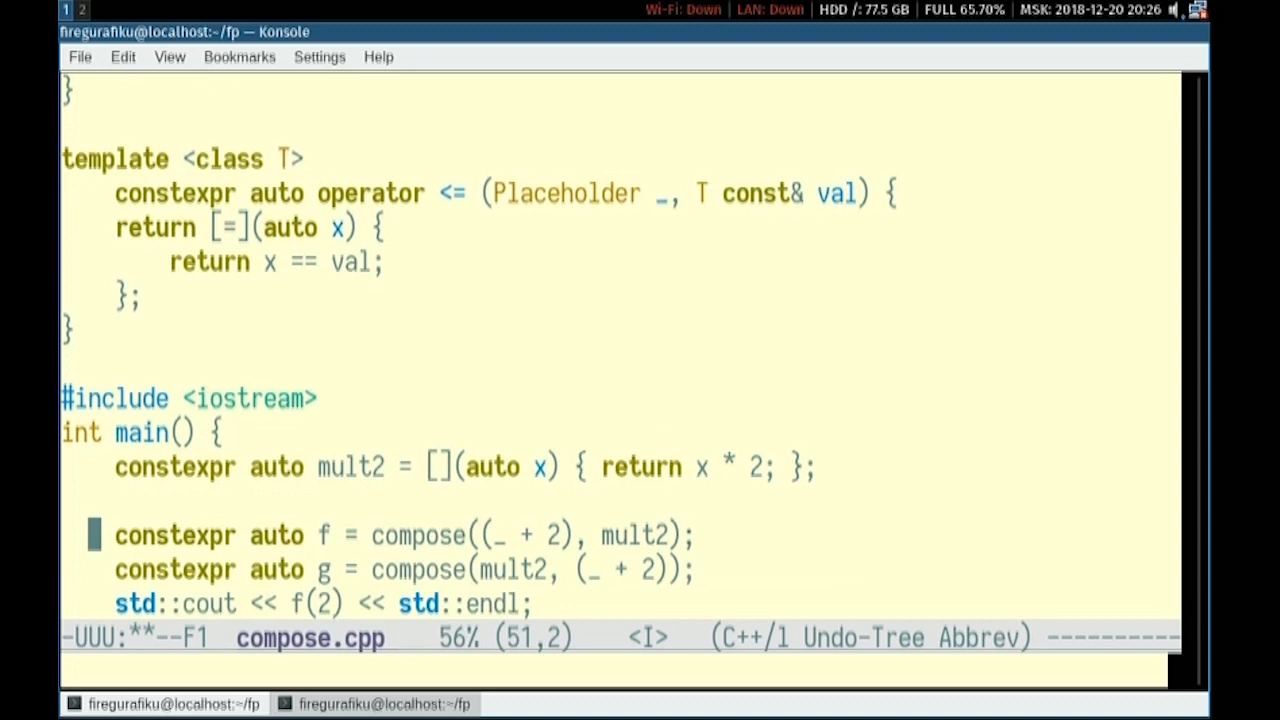 1 2 Wi-Fi: Down | LAN: Down | HDD /: 77.5 GB | FULL 65.70% | MSK: 2018-12-20 20:26
firegurafiku@localhost:~/fp — Konsole
File Edit View Bookmarks Settings Help
}
template <class T>
    constexpr auto operator <= (Placeholder _, T const& val) {
    return [=](auto x) {
        return x == val;
    };
}
#include <iostream>
int main() {
    constexpr auto mult2 = [](auto x) { return x * 2; };
    constexpr auto f = compose((_ + 2), mult2);
    constexpr auto g = compose(mult2, (_ + 2));
    std::cout << f(2) << std::endl;
-UUU:**--F1  compose.cpp    56% (51,2)    <I>   (C++/l Undo-Tree Abbrev) ----------
firegurafiku@localhost:~/fp firegurafiku@localhost:~/fp